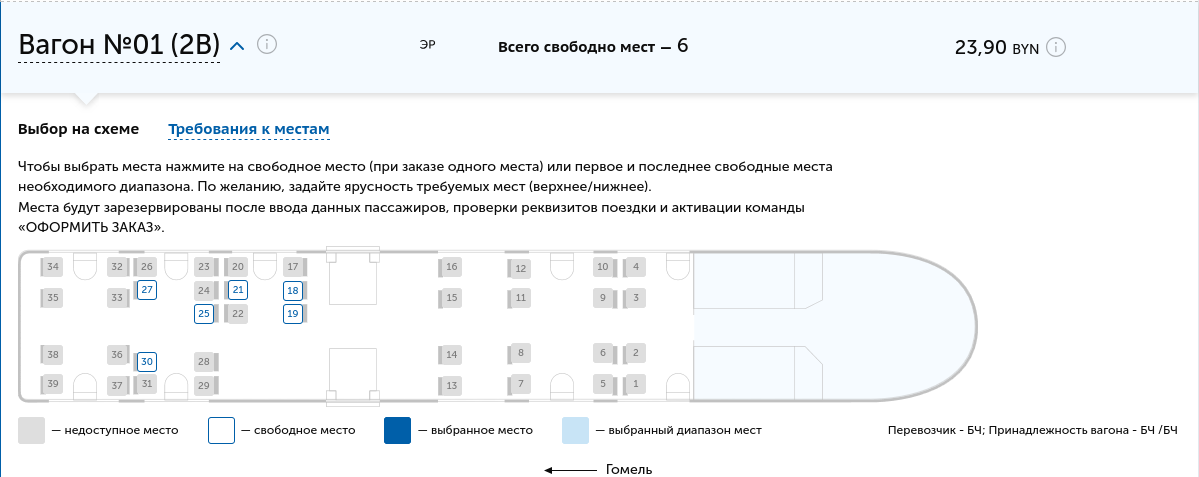 Вагон №01 (2В)
ЭР
Всего свободно мест – 6
23,90 BYN
Выбор на схеме
Требования к местам
Чтобы выбрать места нажмите на свободное место (при заказе одного места) или первое и последнее свободные места
необходимого диапазона. По желанию, задайте ярусность требуемых мест (верхнее/нижнее).
Места будут зарезервированы после ввода данных пассажиров, проверки реквизитов поездки и активации команды
«ОФОРМИТЬ ЗАКАЗ».
34 32 26 23 20 17 16 12 10 4
35 33 27 24 21 18 15 11 9 3
25 22 19
38 36 30 28 14 8 6 2
39 37 31 29 13 7 5 1
— недоступное место
— свободное место
— выбранное место
— выбранный диапазон мест
Перевозчик - БЧ; Принадлежность вагона - БЧ /БЧ
Гомель